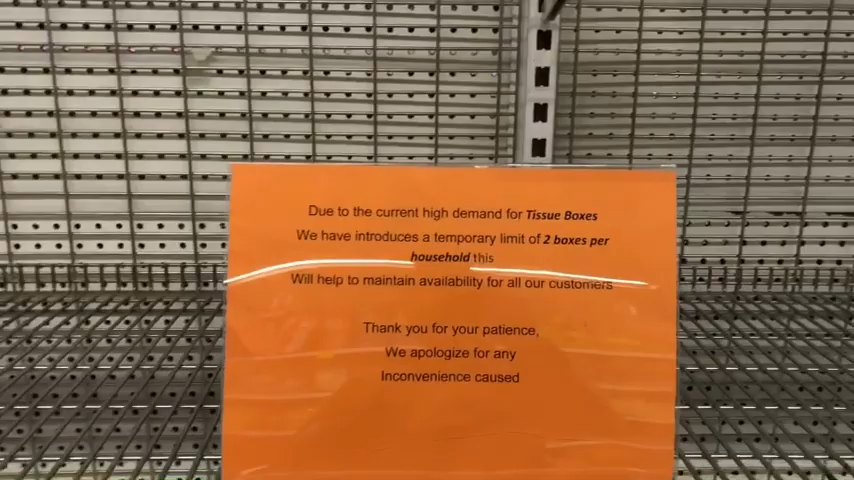 Due to the current high demand for Tissue Boxes
We have introduces a temporary limit of 2 boxes per
household this
Will help to maintain availability for all our customers
Thank you for your patience,
We apologize for any
Inconvenience caused